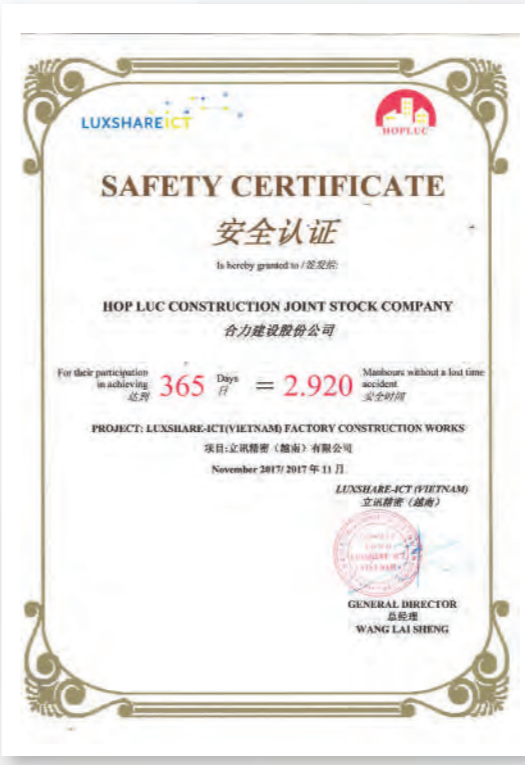 LUXSHARE ICT
HOPLUC
SAFETY CERTIFICATE
安全认证
Is hereby granted to /签发给:
HOP LUC CONSTRUCTION JOINT STOCK COMPANY
合力建设股份公司
For their participation
in achieving
达到
365 Days
日
= 2.920
Manhours without a lost time
accident
安全时间
PROJECT: LUXSHARE-ICT(VIETNAM) FACTORY CONSTRUCTION WORKS
项目:立讯精密（越南）有限公司
November 2017/ 2017 年 11 月
LUXSHARE-ICT (VIETNAM)
立讯精密（越南）
GENERAL DIRECTOR
总经理
WANG LAI SHENG